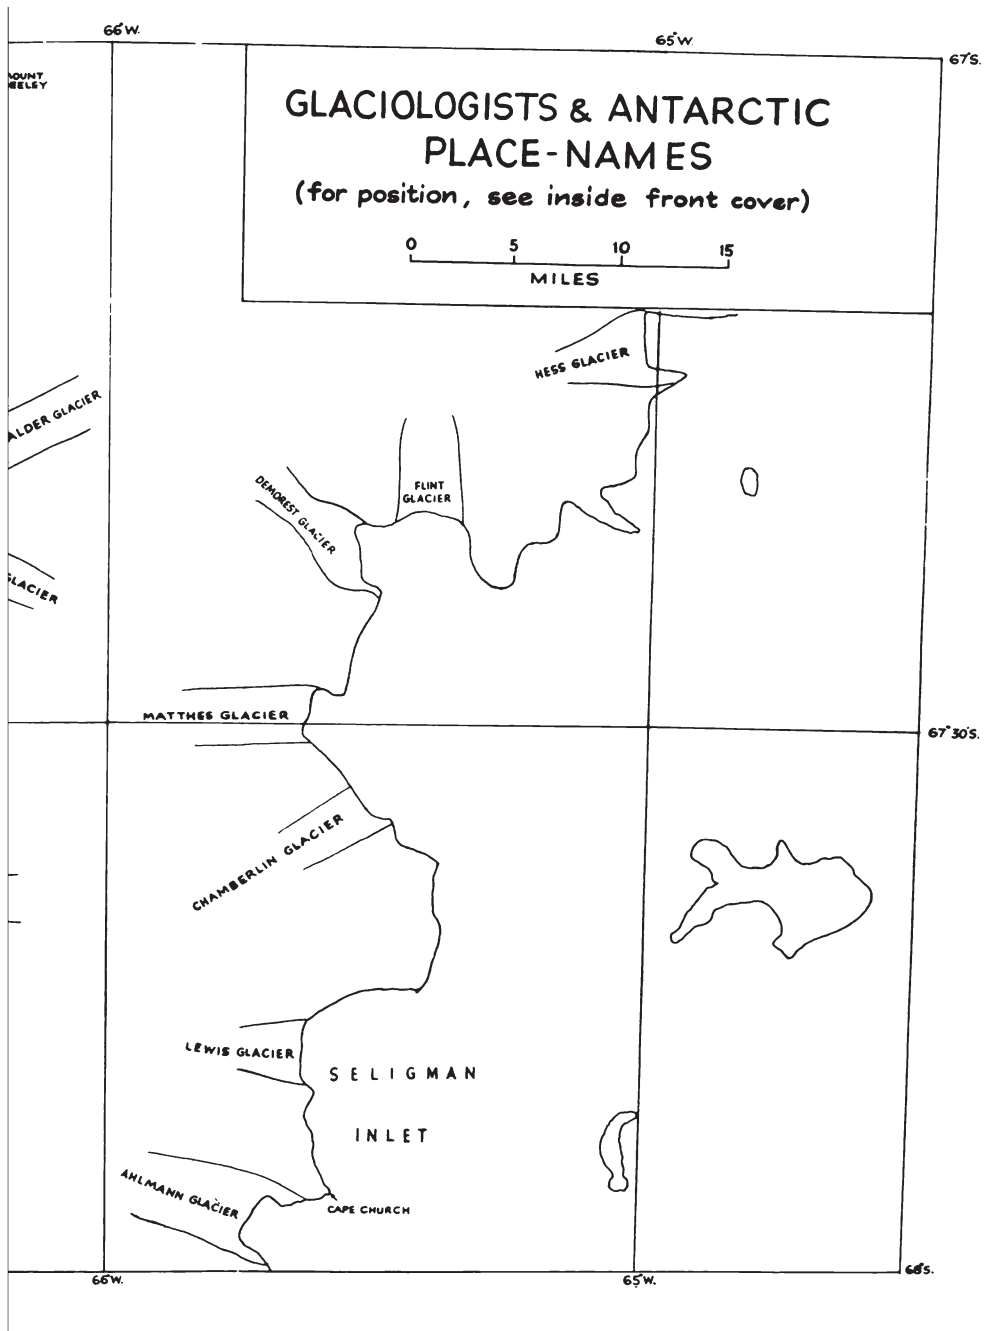 66°W.
65°W.
67°S.
OUNT
EELEY
GLACIOLOGISTS & ANTARCTIC
PLACE-NAMES
(for position, see inside front cover)
0 5 10 15
MILES
HESS GLACIER
ALDER GLACIER
FLINT
GLACIER
DEMOREST GLACIER
GLACIER
MATTHES GLACIER
67°30'S.
CHAMBERLIN GLACIER
LEWIS GLACIER
SELIGMAN
INLET
AHLMANN GLACIER
CAPE CHURCH
66°W.
65°W.
68°S.